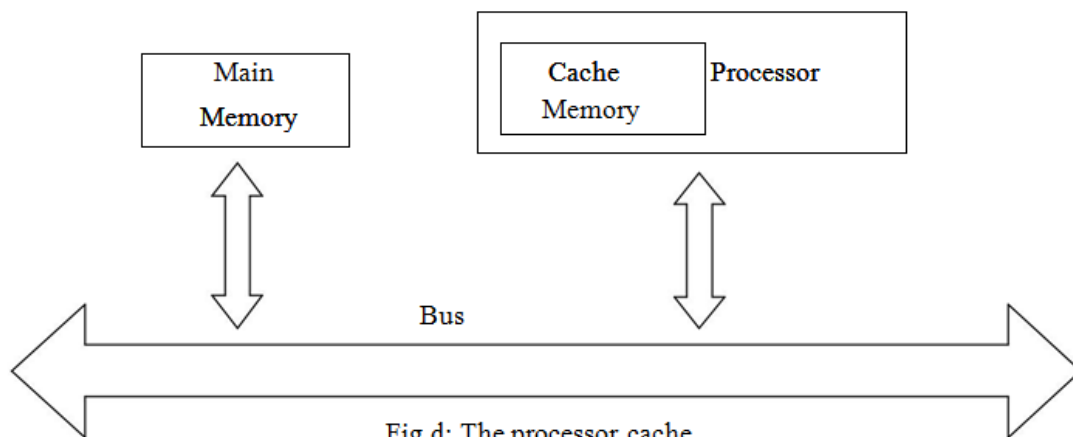 Main
Memory
Cache
Memory
Processor
Bus
Fig d: The processor cache